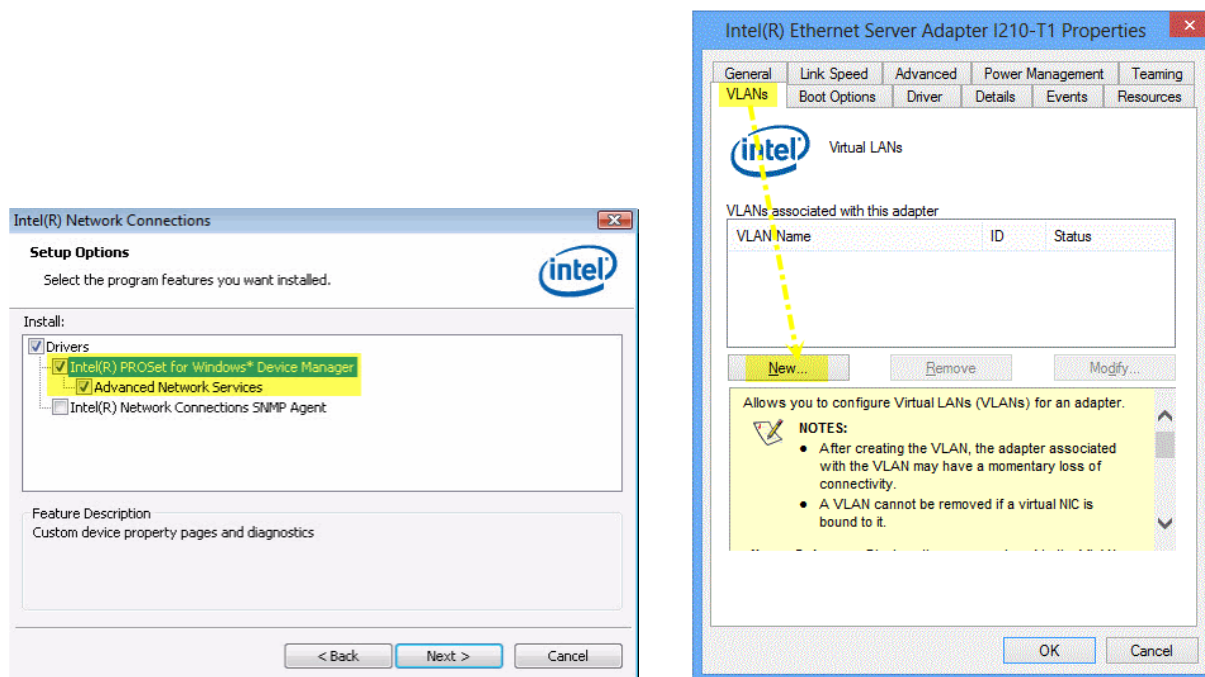 Intel(R) Network Connections
Setup Options
Select the program features you want installed.
intel
Install:
Drivers
Intel(R) PROSet for Windows* Device Manager
Advanced Network Services
Intel(R) Network Connections SNMP Agent
Feature Description
Custom device property pages and diagnostics
< Back Next > Cancel
Intel(R) Ethernet Server Adapter I210-T1 Properties
General Link Speed Advanced Power Management Teaming
VLANs Boot Options Driver Details Events Resources
intel
Virtual LANs
VLANs associated with this adapter
VLAN Name ID Status
New... Remove Modify...
Allows you to configure Virtual LANs (VLANs) for an adapter.
NOTES:
● After creating the VLAN, the adapter associated
with the VLAN may have a momentary loss of
connectivity.
● A VLAN cannot be removed if a virtual NIC is
bound to it.
OK Cancel